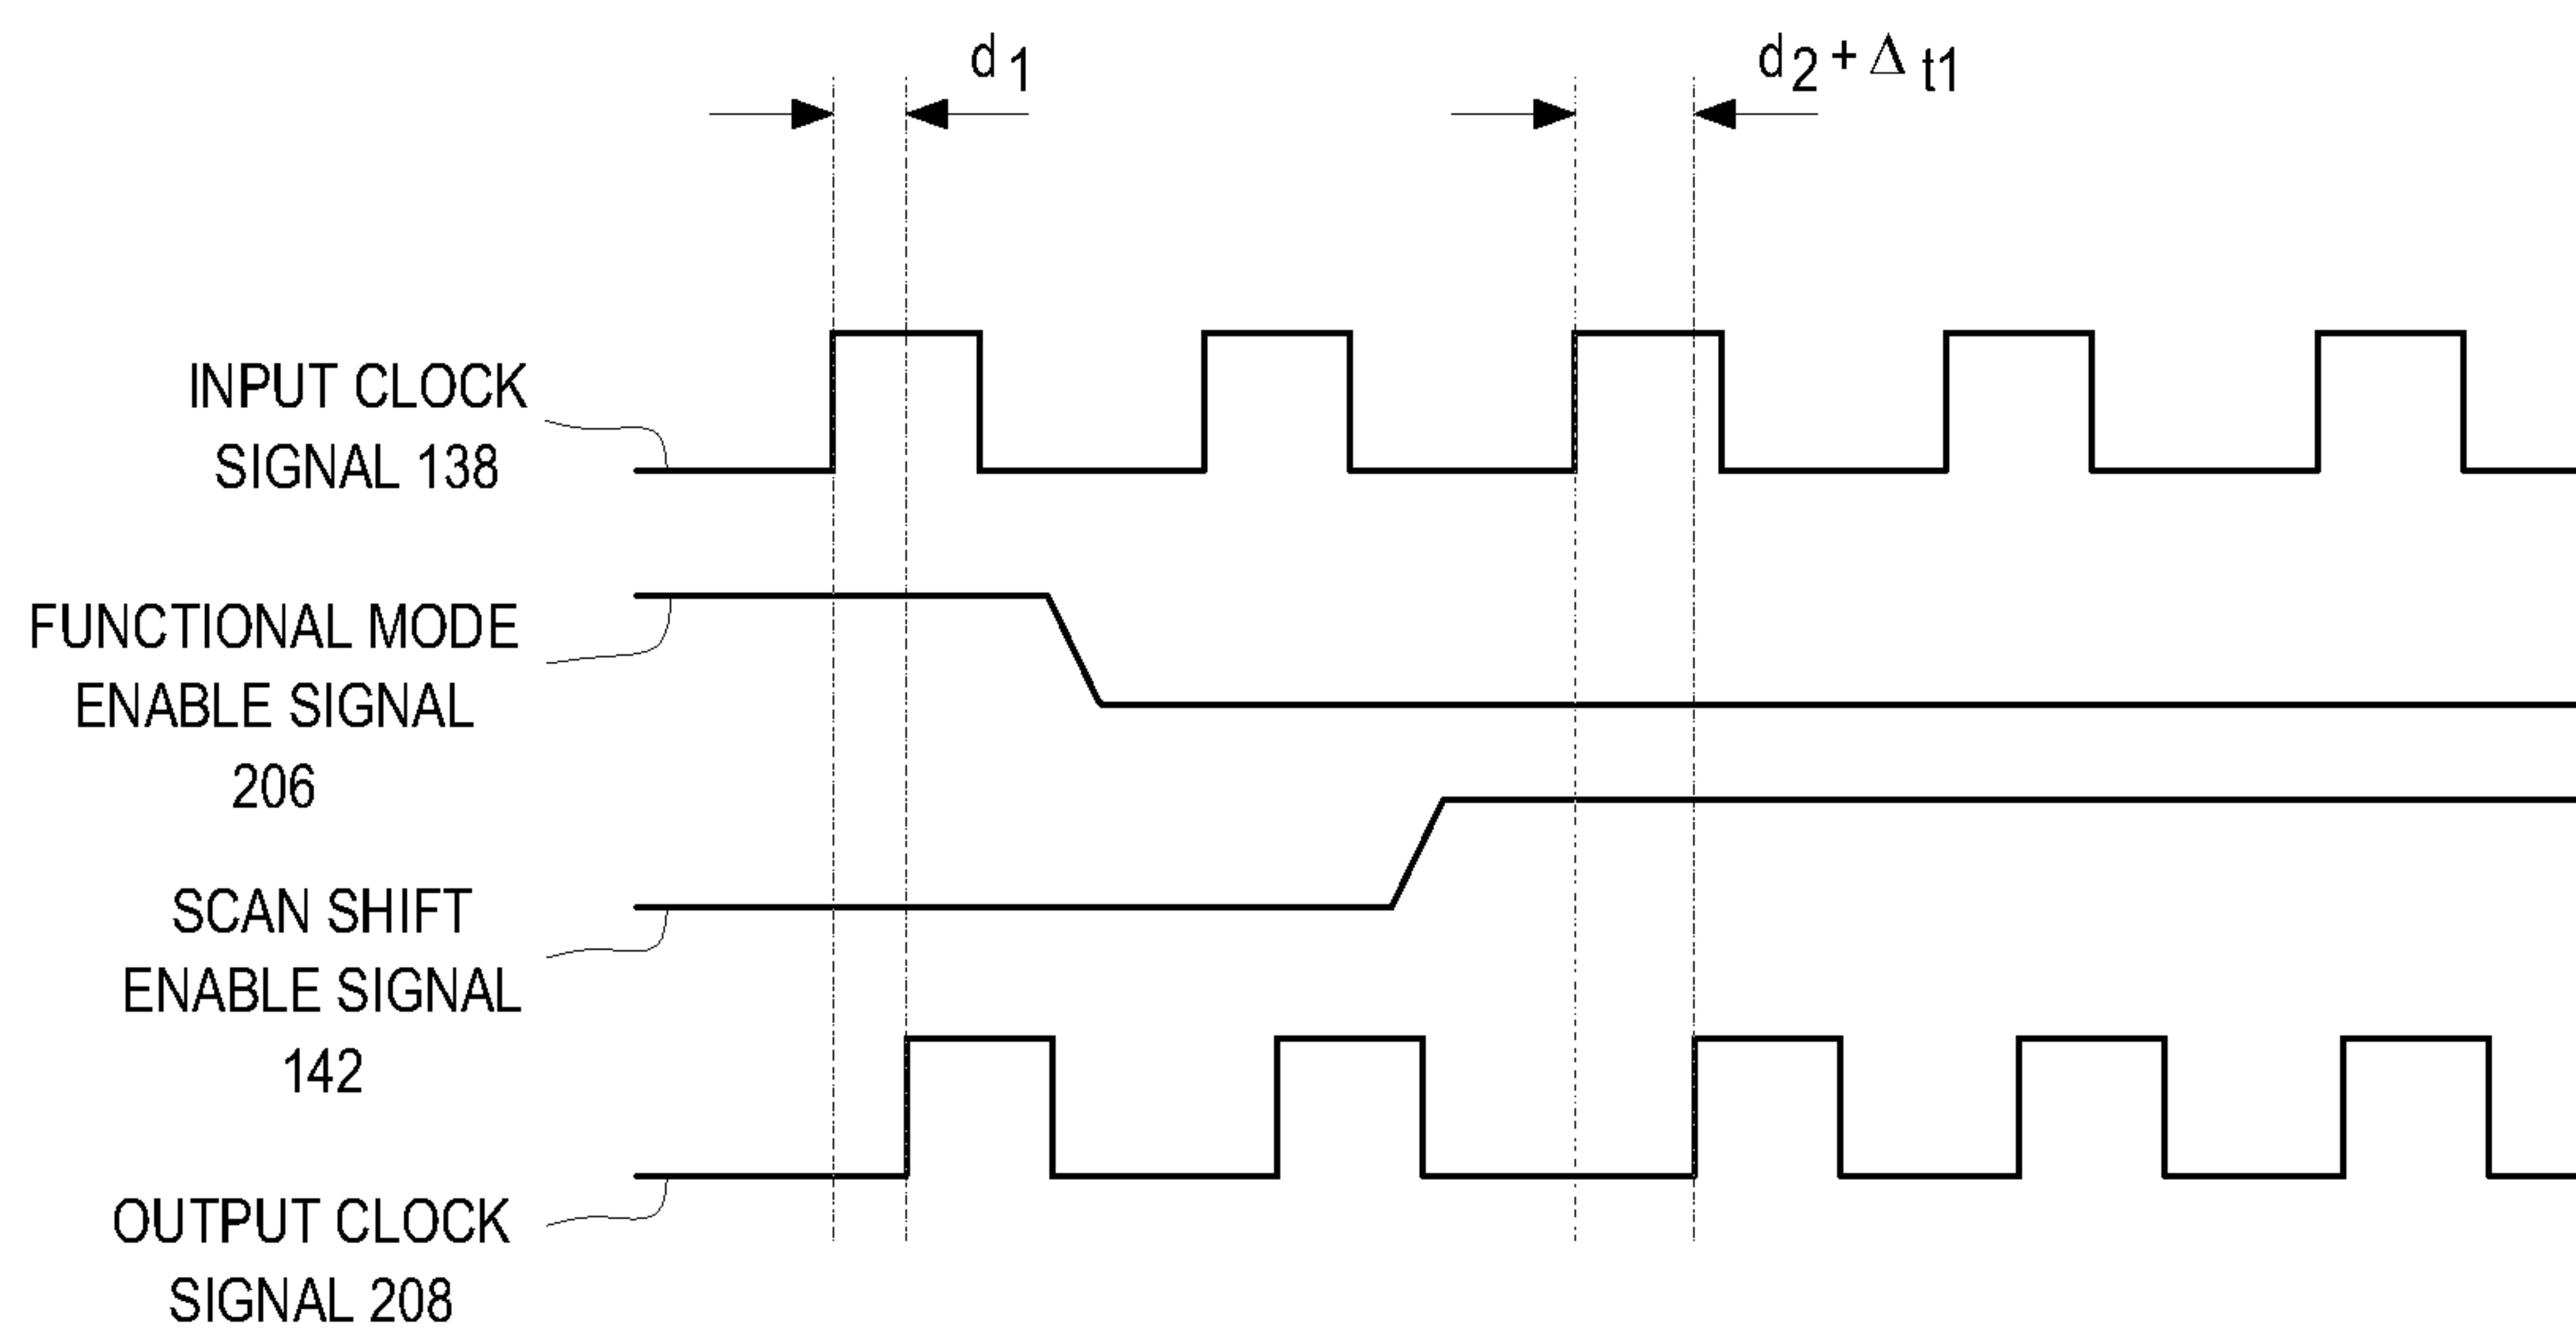 d1
d2 + Δt1
INPUT CLOCK
SIGNAL 138
FUNCTIONAL MODE
ENABLE SIGNAL
206
SCAN SHIFT
ENABLE SIGNAL
142
OUTPUT CLOCK
SIGNAL 208